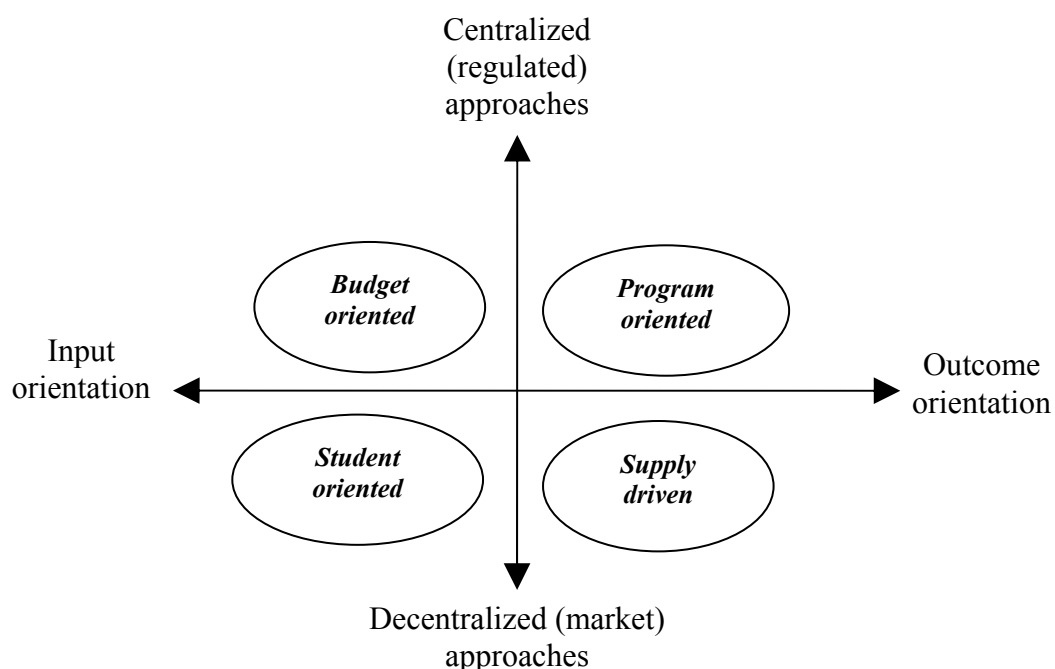 Centralized
(regulated)
approaches
Budget
oriented
Program
oriented
Input
orientation
Outcome
orientation
Student
oriented
Supply
driven
Decentralized (market)
approaches